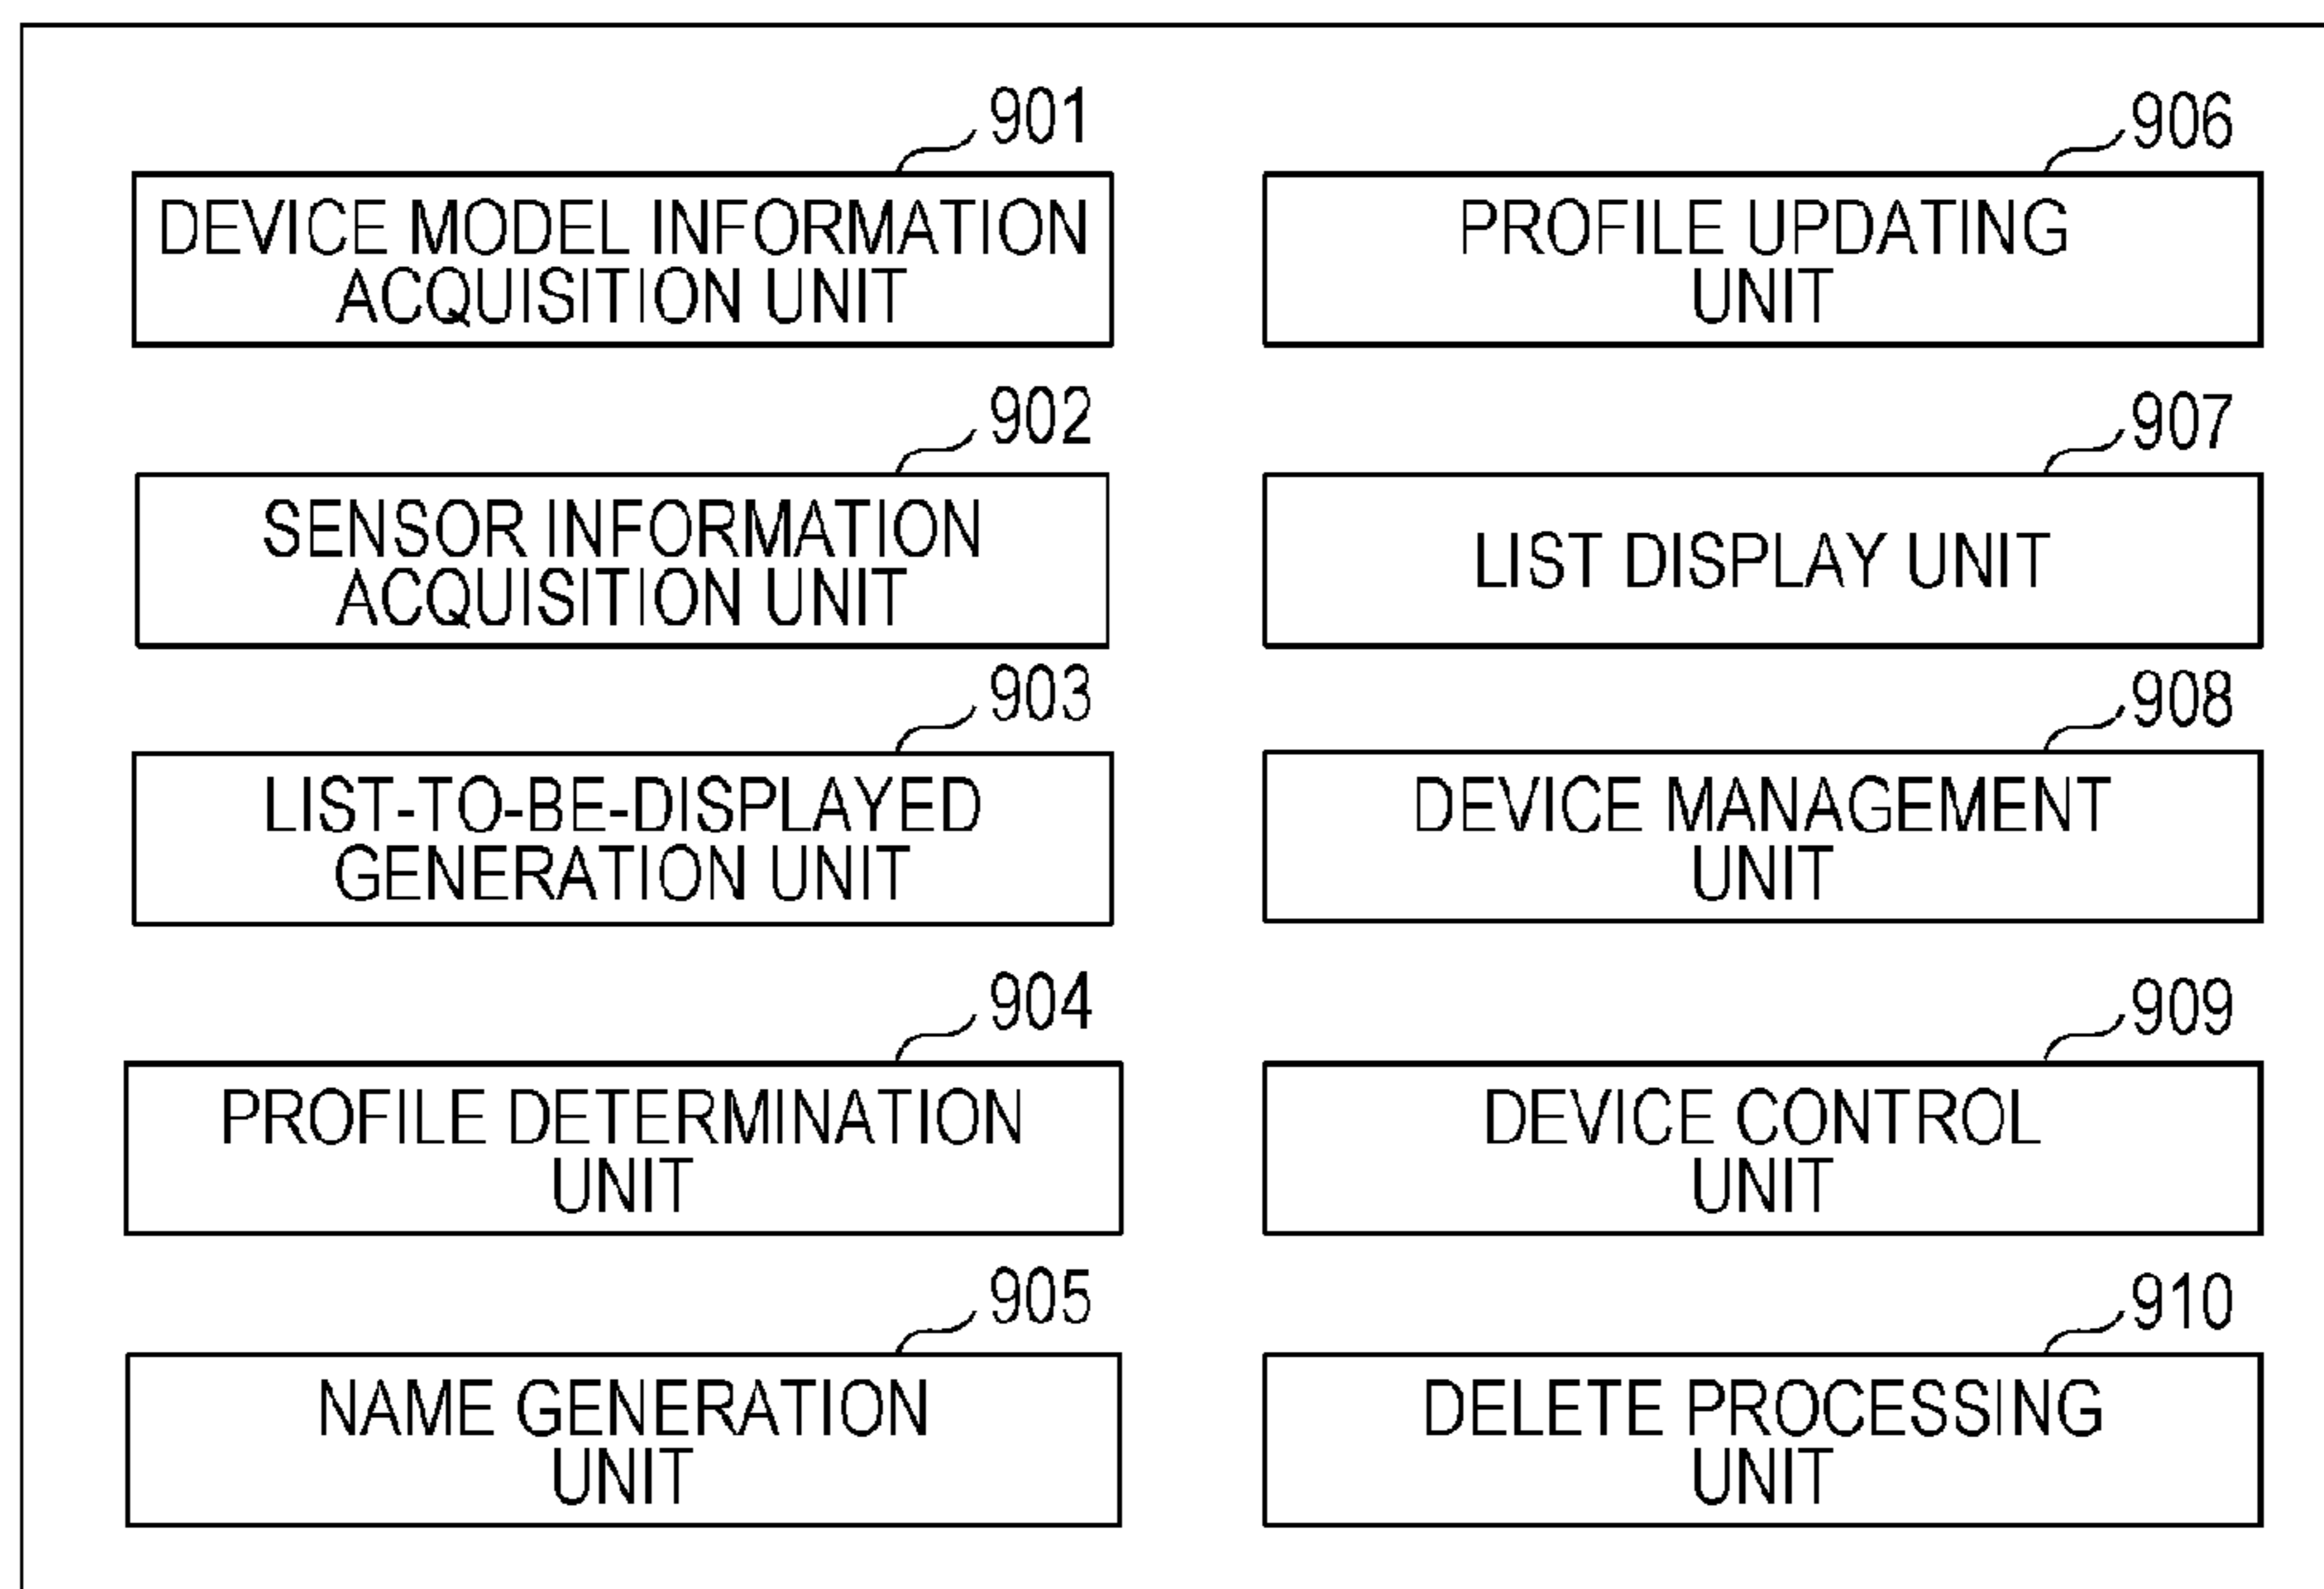 901
DEVICE MODEL INFORMATION
ACQUISITION UNIT
902
SENSOR INFORMATION
ACQUISITION UNIT
903
LIST-TO-BE-DISPLAYED
GENERATION UNIT
904
PROFILE DETERMINATION
UNIT
905
NAME GENERATION
UNIT
906
PROFILE UPDATING
UNIT
907
LIST DISPLAY UNIT
908
DEVICE MANAGEMENT
UNIT
909
DEVICE CONTROL
UNIT
910
DELETE PROCESSING
UNIT